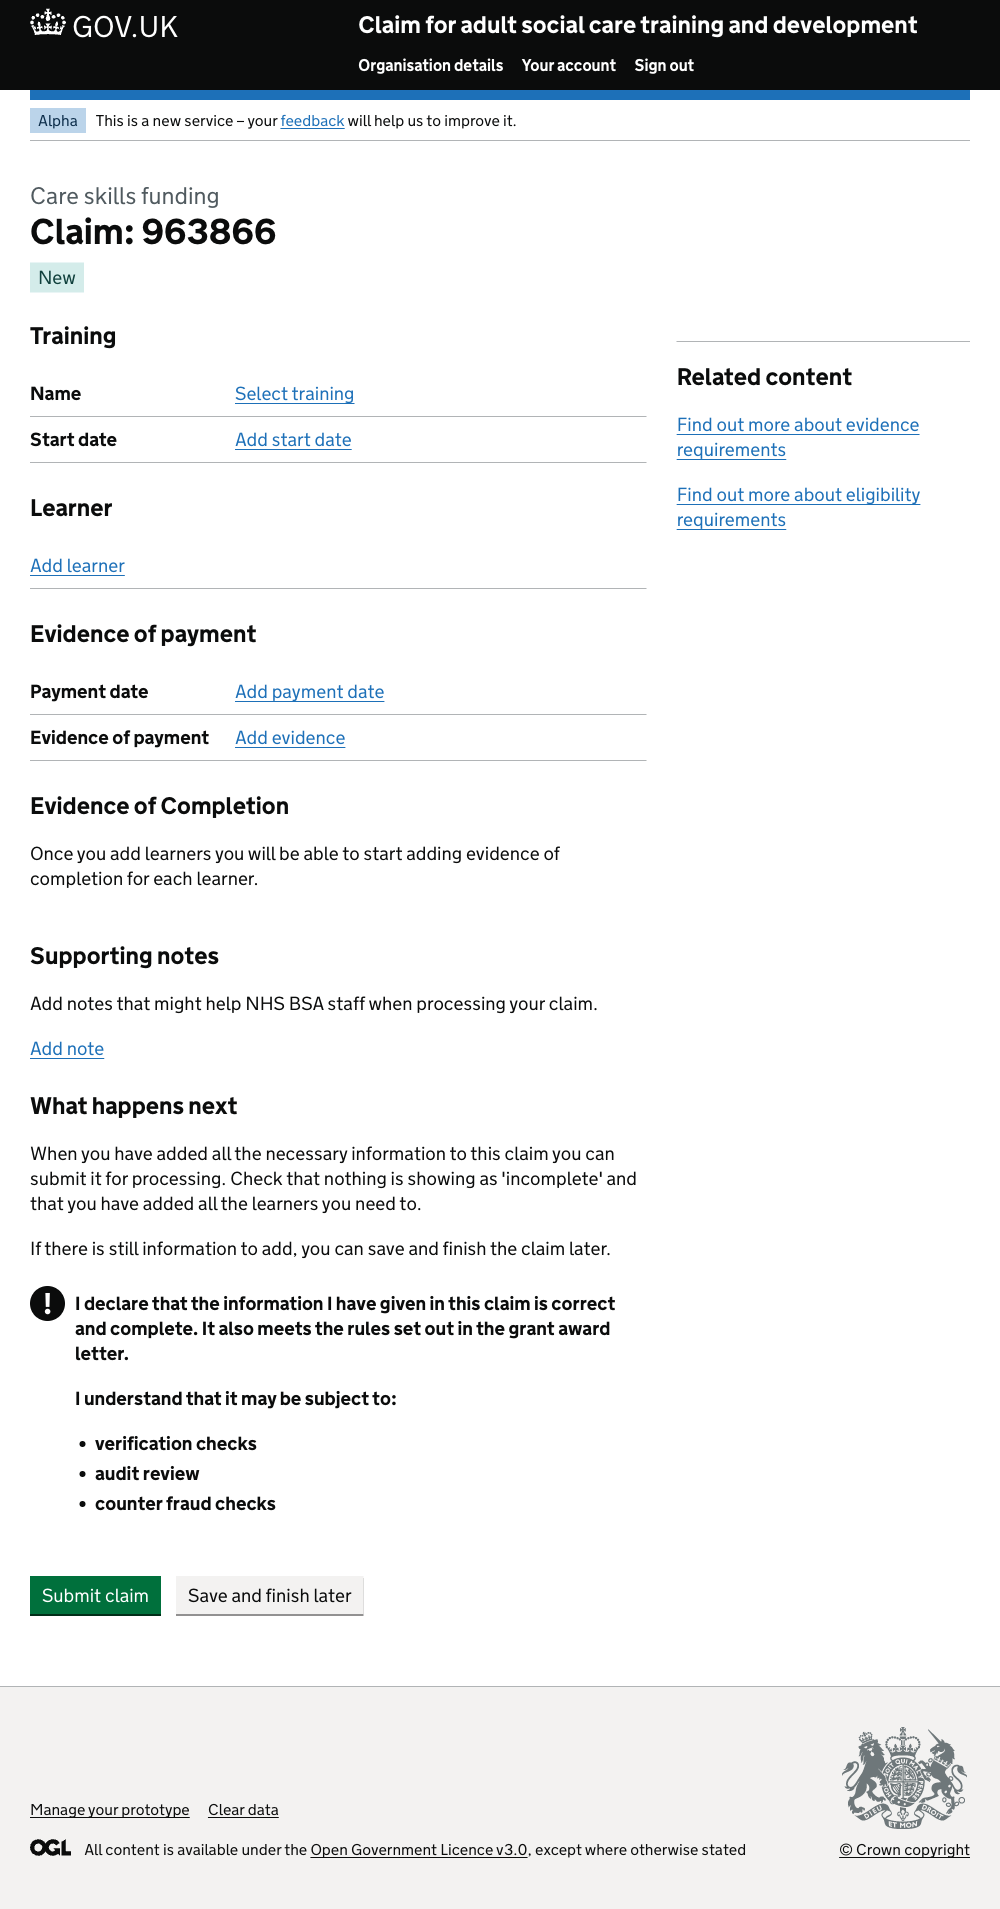 GOV.UK
Claim for adult social care training and development
Organisation details Your account Sign out
Alpha This is a new service – your feedback will help us to improve it.
Care skills funding
Claim: 963866
New
Training
Name Select training
Start date Add start date
Learner
Add learner
Evidence of payment
Payment date Add payment date
Evidence of payment Add evidence
Evidence of Completion
Once you add learners you will be able to start adding evidence of
completion for each learner.
Supporting notes
Add notes that might help NHS BSA staff when processing your claim.
Add note
What happens next
When you have added all the necessary information to this claim you can
submit it for processing. Check that nothing is showing as 'incomplete' and
that you have added all the learners you need to.
If there is still information to add, you can save and finish the claim later.
! I declare that the information I have given in this claim is correct
and complete. It also meets the rules set out in the grant award
letter.
I understand that it may be subject to:
• verification checks
• audit review
• counter fraud checks
Submit claim Save and finish later
Related content
Find out more about evidence
requirements
Find out more about eligibility
requirements
Manage your prototype Clear data
OGL All content is available under the Open Government Licence v3.0, except where otherwise stated
DIEU ET MON DROIT
© Crown copyright